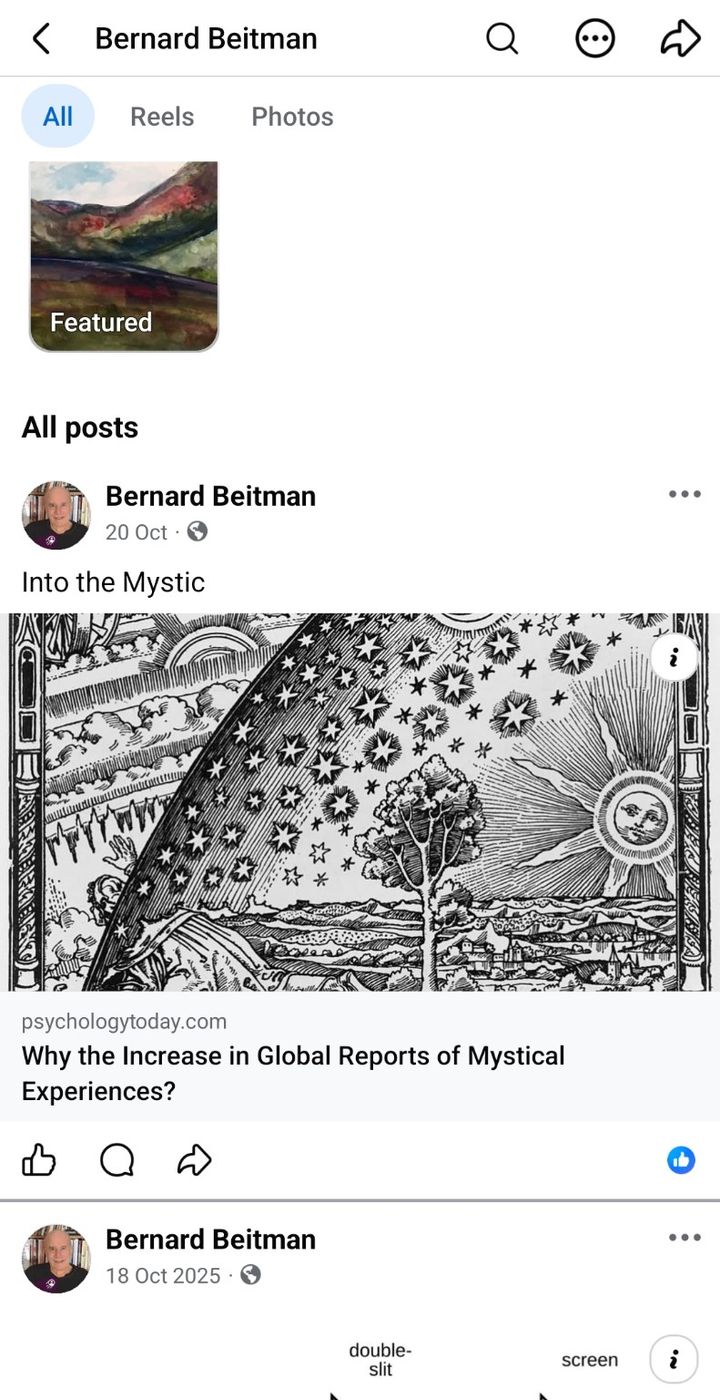 Bernard Beitman
All Reels Photos
Featured
All posts
Bernard Beitman
20 Oct ·
Into the Mystic
psychologytoday.com
Why the Increase in Global Reports of Mystical
Experiences?
Bernard Beitman
18 Oct 2025 ·
double-
slit
screen